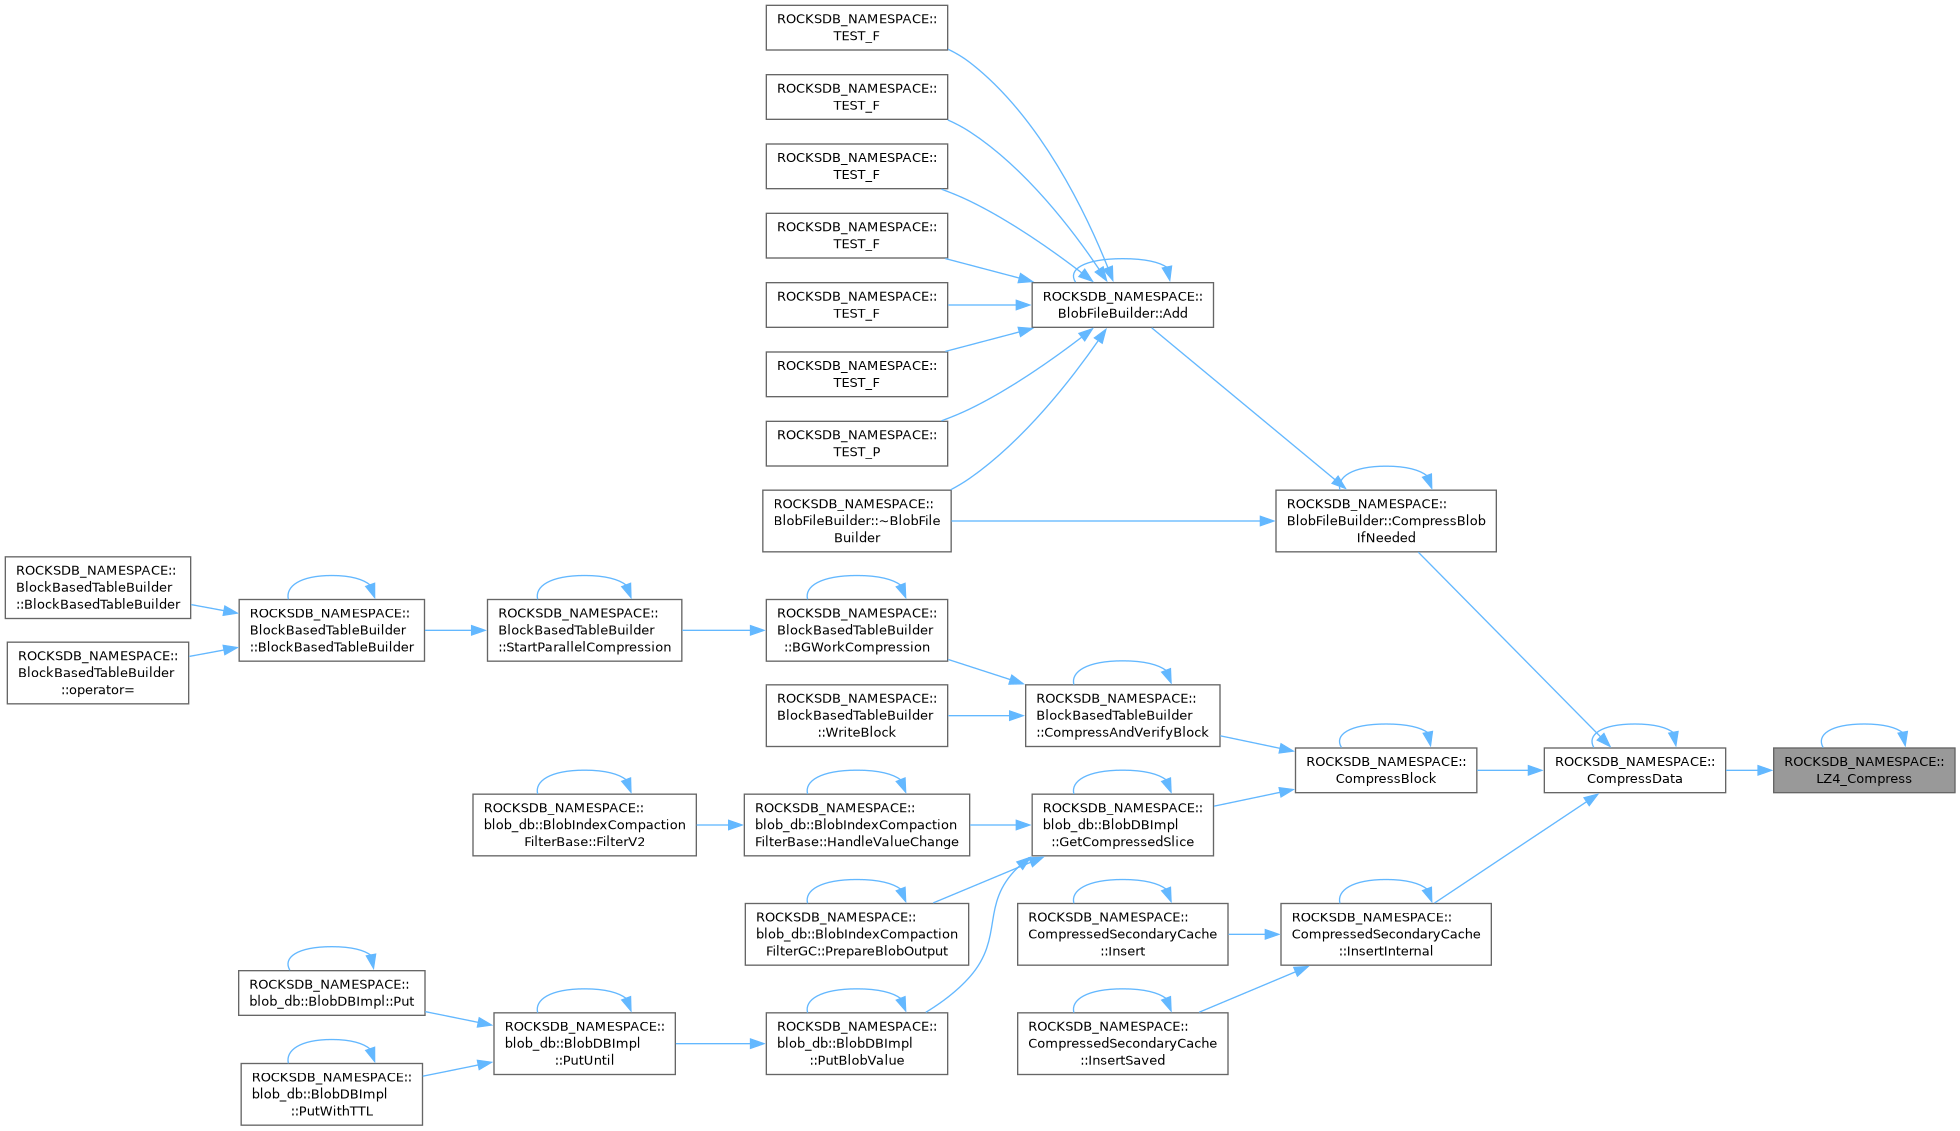 ROCKSDB_NAMESPACE::
TEST_F
ROCKSDB_NAMESPACE::
TEST_F
ROCKSDB_NAMESPACE::
TEST_F
ROCKSDB_NAMESPACE::
TEST_F
ROCKSDB_NAMESPACE::
TEST_F
ROCKSDB_NAMESPACE::
TEST_F
ROCKSDB_NAMESPACE::
TEST_P
ROCKSDB_NAMESPACE::
BlobFileBuilder::~BlobFile
Builder
ROCKSDB_NAMESPACE::
BlobFileBuilder::Add
ROCKSDB_NAMESPACE::
BlobFileBuilder::CompressBlob
IfNeeded
ROCKSDB_NAMESPACE::
BlockBasedTableBuilder
::BlockBasedTableBuilder
ROCKSDB_NAMESPACE::
BlockBasedTableBuilder
::operator=
ROCKSDB_NAMESPACE::
BlockBasedTableBuilder
::BlockBasedTableBuilder
ROCKSDB_NAMESPACE::
BlockBasedTableBuilder
::StartParallelCompression
ROCKSDB_NAMESPACE::
BlockBasedTableBuilder
::BGWorkCompression
ROCKSDB_NAMESPACE::
BlockBasedTableBuilder
::WriteBlock
ROCKSDB_NAMESPACE::
BlockBasedTableBuilder
::CompressAndVerifyBlock
ROCKSDB_NAMESPACE::
CompressBlock
ROCKSDB_NAMESPACE::
CompressData
ROCKSDB_NAMESPACE::
LZ4_Compress
ROCKSDB_NAMESPACE::
blob_db::BlobIndexCompaction
FilterBase::FilterV2
ROCKSDB_NAMESPACE::
blob_db::BlobIndexCompaction
FilterBase::HandleValueChange
ROCKSDB_NAMESPACE::
blob_db::BlobDBImpl
::GetCompressedSlice
ROCKSDB_NAMESPACE::
blob_db::BlobIndexCompaction
FilterGC::PrepareBlobOutput
ROCKSDB_NAMESPACE::
CompressedSecondaryCache
::Insert
ROCKSDB_NAMESPACE::
CompressedSecondaryCache
::InsertInternal
ROCKSDB_NAMESPACE::
blob_db::BlobDBImpl::Put
ROCKSDB_NAMESPACE::
blob_db::BlobDBImpl
::PutWithTTL
ROCKSDB_NAMESPACE::
blob_db::BlobDBImpl
::PutUntil
ROCKSDB_NAMESPACE::
blob_db::BlobDBImpl
::PutBlobValue
ROCKSDB_NAMESPACE::
CompressedSecondaryCache
::InsertSaved